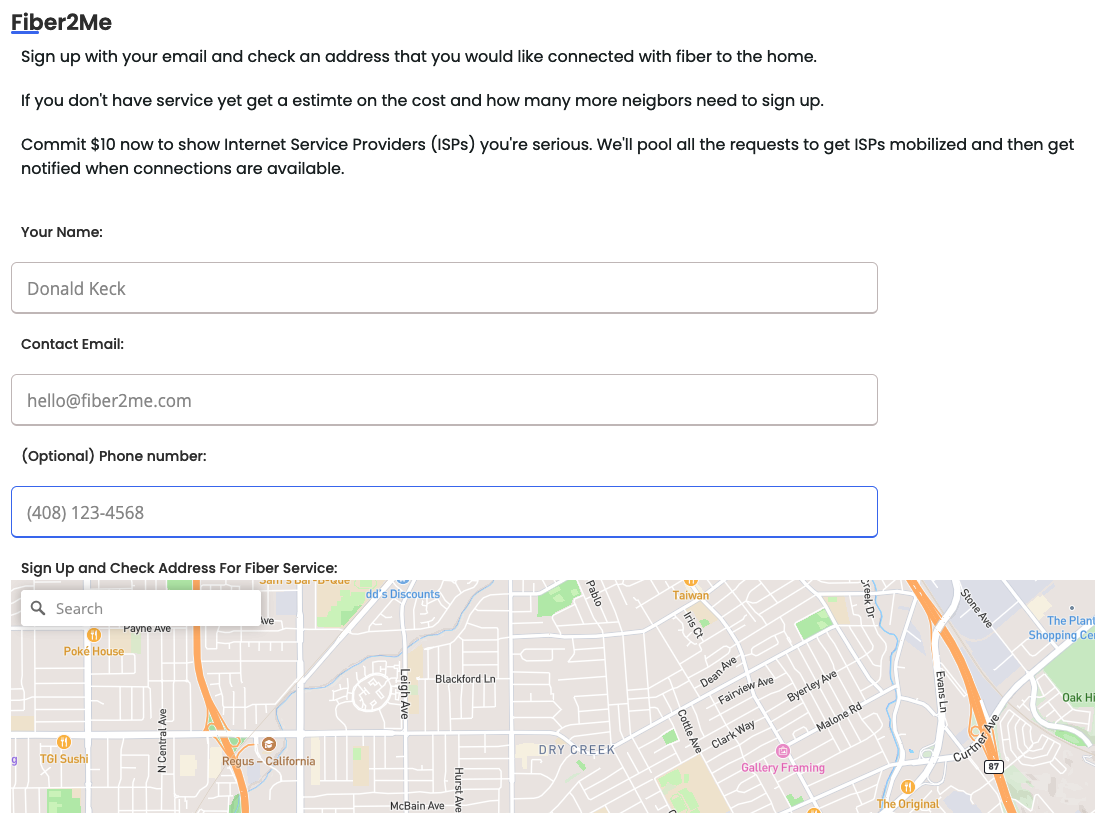 Fiber2Me
Sign up with your email and check an address that you would like connected with fiber to the home.
If you don't have service yet get a estimte on the cost and how many more neigbors need to sign up.
Commit $10 now to show Internet Service Providers (ISPs) you're serious. We'll pool all the requests to get ISPs mobilized and then get
notified when connections are available.
Your Name:
Donald Keck
Contact Email:
hello@fiber2me.com
(Optional) Phone number:
(408) 123-4568
Sign Up and Check Address For Fiber Service:
Sam's Bar-B-Que
dd's Discounts
Pablo
Taiwan
Creek Dr
Stone Ave
Search
Ave
Payne Ave
Poké House
Iris Ct
The Plant
Shopping Cen
Blackford Ln
Leigh Ave
Dean Ave
Fairview Ave
Byerley Ave
Evans Ln
Oak Hi
N Central Ave
Cottle Ave
Clark Way
Malone Rd
Curtner Ave
TGI Sushi
g
Regus – California
DRY CREEK
Gallery Framing
87
Hurst Ave
McBain Ave
The Original